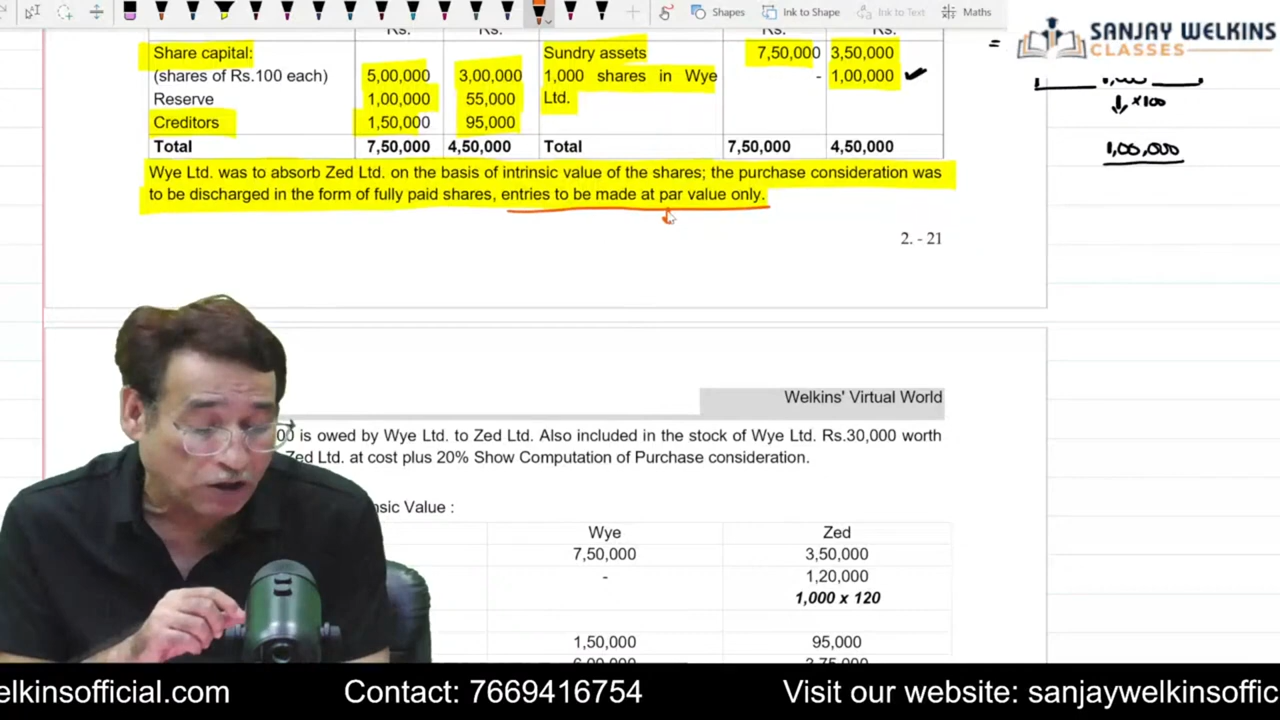 Shapes Ink to Shape Ink to Text Maths
SANJAY WELKINS
CLASSES
Rs. Rs. Rs. Rs.
Share capital: Sundry assets 7,50,000 3,50,000
(shares of Rs.100 each) 5,00,000 3,00,000 1,000 shares in Wye - 1,00,000
Reserve 1,00,000 55,000 Ltd.
Creditors 1,50,000 95,000
Total 7,50,000 4,50,000 Total 7,50,000 4,50,000
=
×100
1,00,000
Wye Ltd. was to absorb Zed Ltd. on the basis of intrinsic value of the shares; the purchase consideration was
to be discharged in the form of fully paid shares, entries to be made at par value only.
2. - 21
Welkins' Virtual World
00 is owed by Wye Ltd. to Zed Ltd. Also included in the stock of Wye Ltd. Rs.30,000 worth
Zed Ltd. at cost plus 20% Show Computation of Purchase consideration.
nsic Value :
Wye Zed
7,50,000 3,50,000
- 1,20,000
1,000 x 120
1,50,000 95,000
6,00,000 3,75,000
elkinsofficial.com Contact: 7669416754 Visit our website: sanjaywelkinsoffic